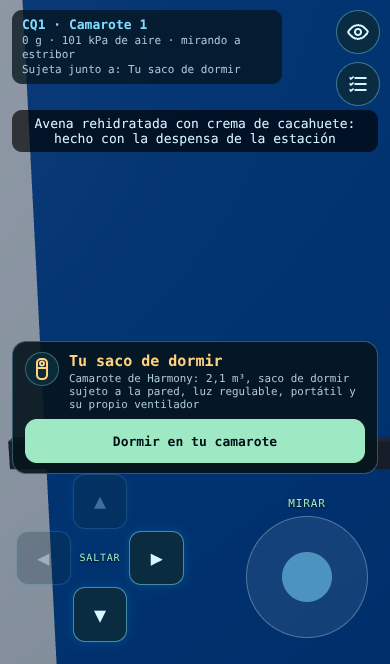 CQ1 · Camarote 1
0 g · 101 kPa de aire · mirando a
estribor
Sujeta junto a: Tu saco de dormir
Avena rehidratada con crema de cacahuete:
hecho con la despensa de la estación
Tu saco de dormir
Camarote de Harmony: 2,1 m³, saco de dormir
sujeto a la pared, luz regulable, portátil y
su propio ventilador
Dormir en tu camarote
MIRAR
SALTAR